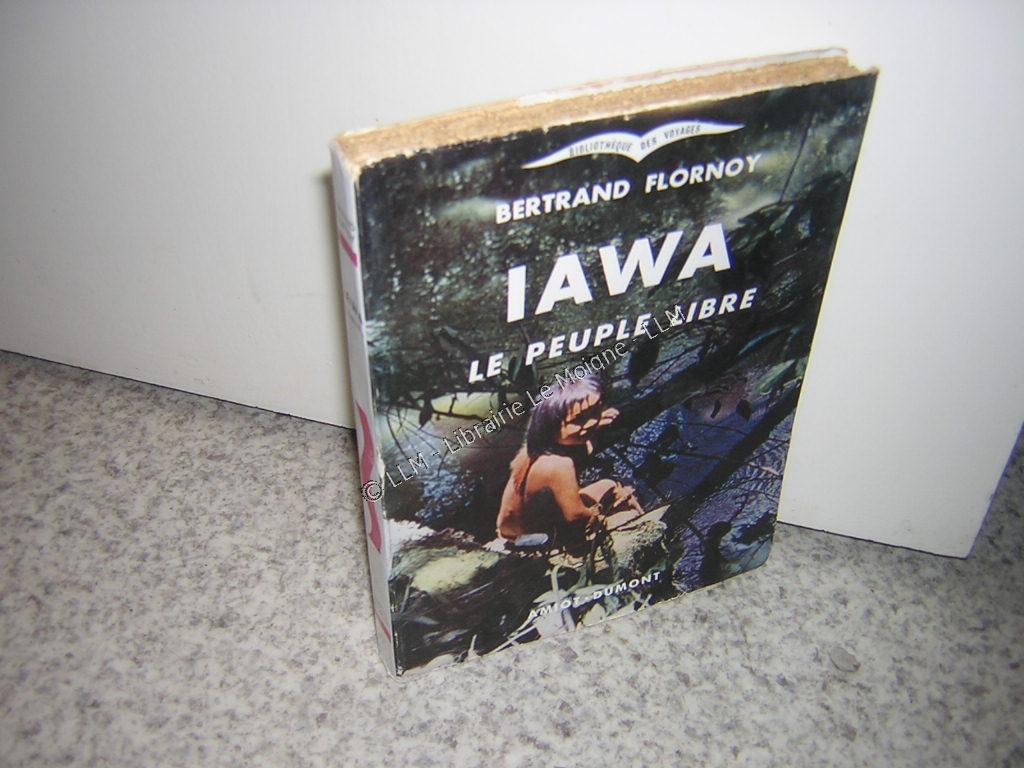 BIBLIOTHÈQUE DES VOYAGES
BERTRAND FLORNOY
IAWA
LE PEUPLE LIBRE
© LLM - Librairie Le Moigne - LLM
AMIOT-DUMONT